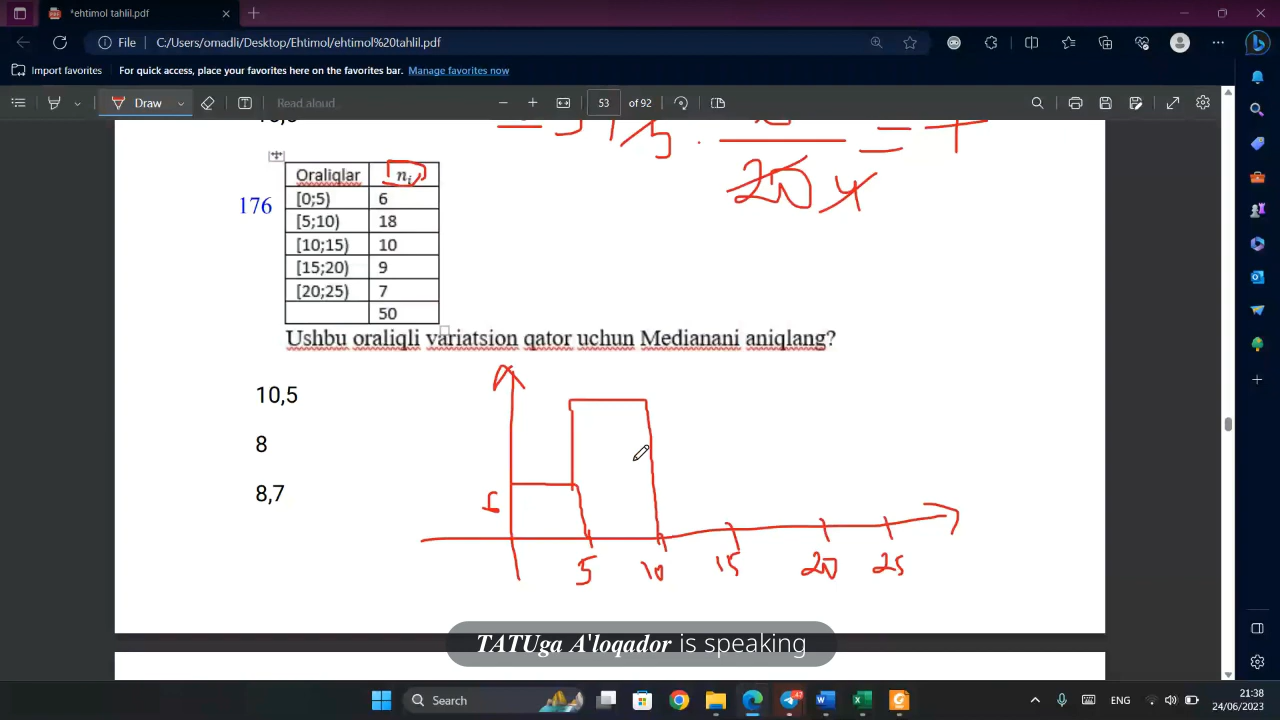 *ehtimol tahlil.pdf
File C:/Users/omadli/Desktop/Ehtimol/ehtimol%20tahlil.pdf
Import favorites For quick access, place your favorites here on the favorites bar. Manage favorites now
Draw Read aloud 53 of 92
20 4
Oraliqlar nᵢ
176
[0;5) 6
[5;10) 18
[10;15) 10
[15;20) 9
[20;25) 7
50
Ushbu oraliqli variatsion qator uchun Medianani aniqlang?
10,5
8
8,7
5 10 15 20 25
TATUga A'loqador is speaking
Search
47
ENG
21:38
24/06/2023